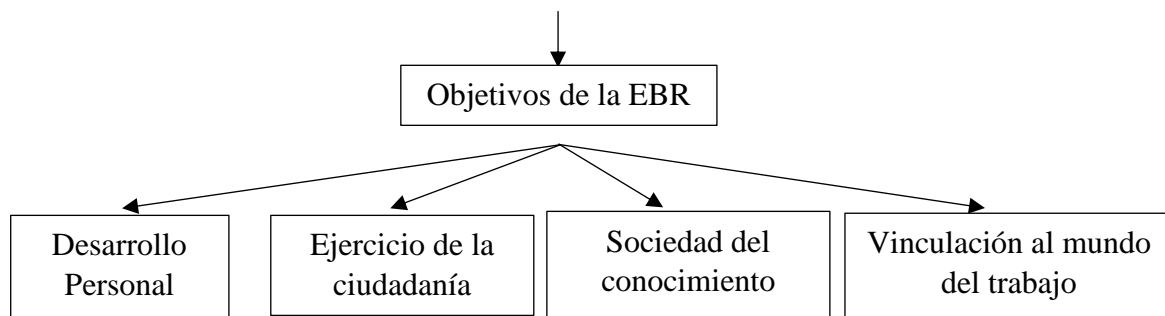 Objetivos de la EBR
Desarrollo
Personal
Ejercicio de la
ciudadanía
Sociedad del
conocimiento
Vinculación al mundo
del trabajo